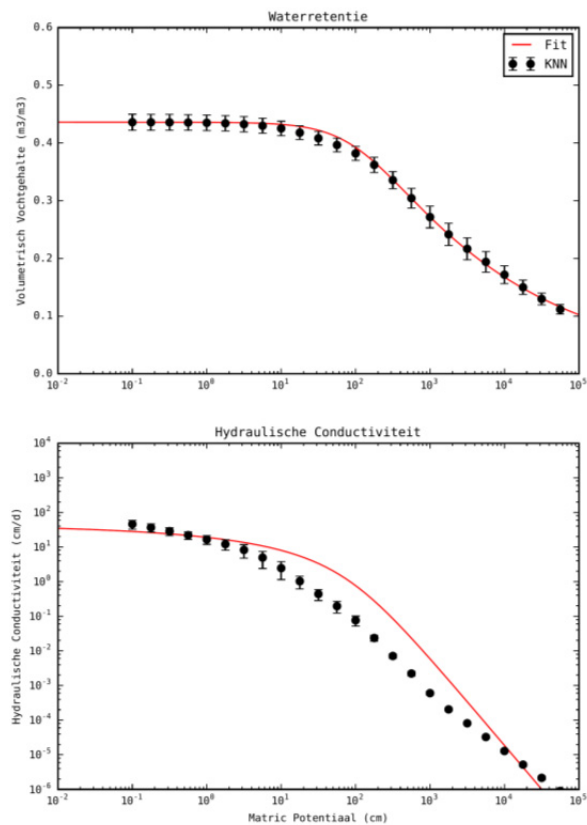 Waterretentie
Volumetrisch Vochtgehalte (m3/m3)
0.6
0.5
0.4
0.3
0.2
0.1
0.0
Fit
KNN
10^-2 10^-1 10^0 10^1 10^2 10^3 10^4 10^5
Hydraulische Conductiviteit
Hydraulische Conductiviteit (cm/d)
10^4
10^3
10^2
10^1
10^0
10^-1
10^-2
10^-3
10^-4
10^-5
10^-6
10^-2 10^-1 10^0 10^1 10^2 10^3 10^4 10^5
Matric Potentiaal (cm)